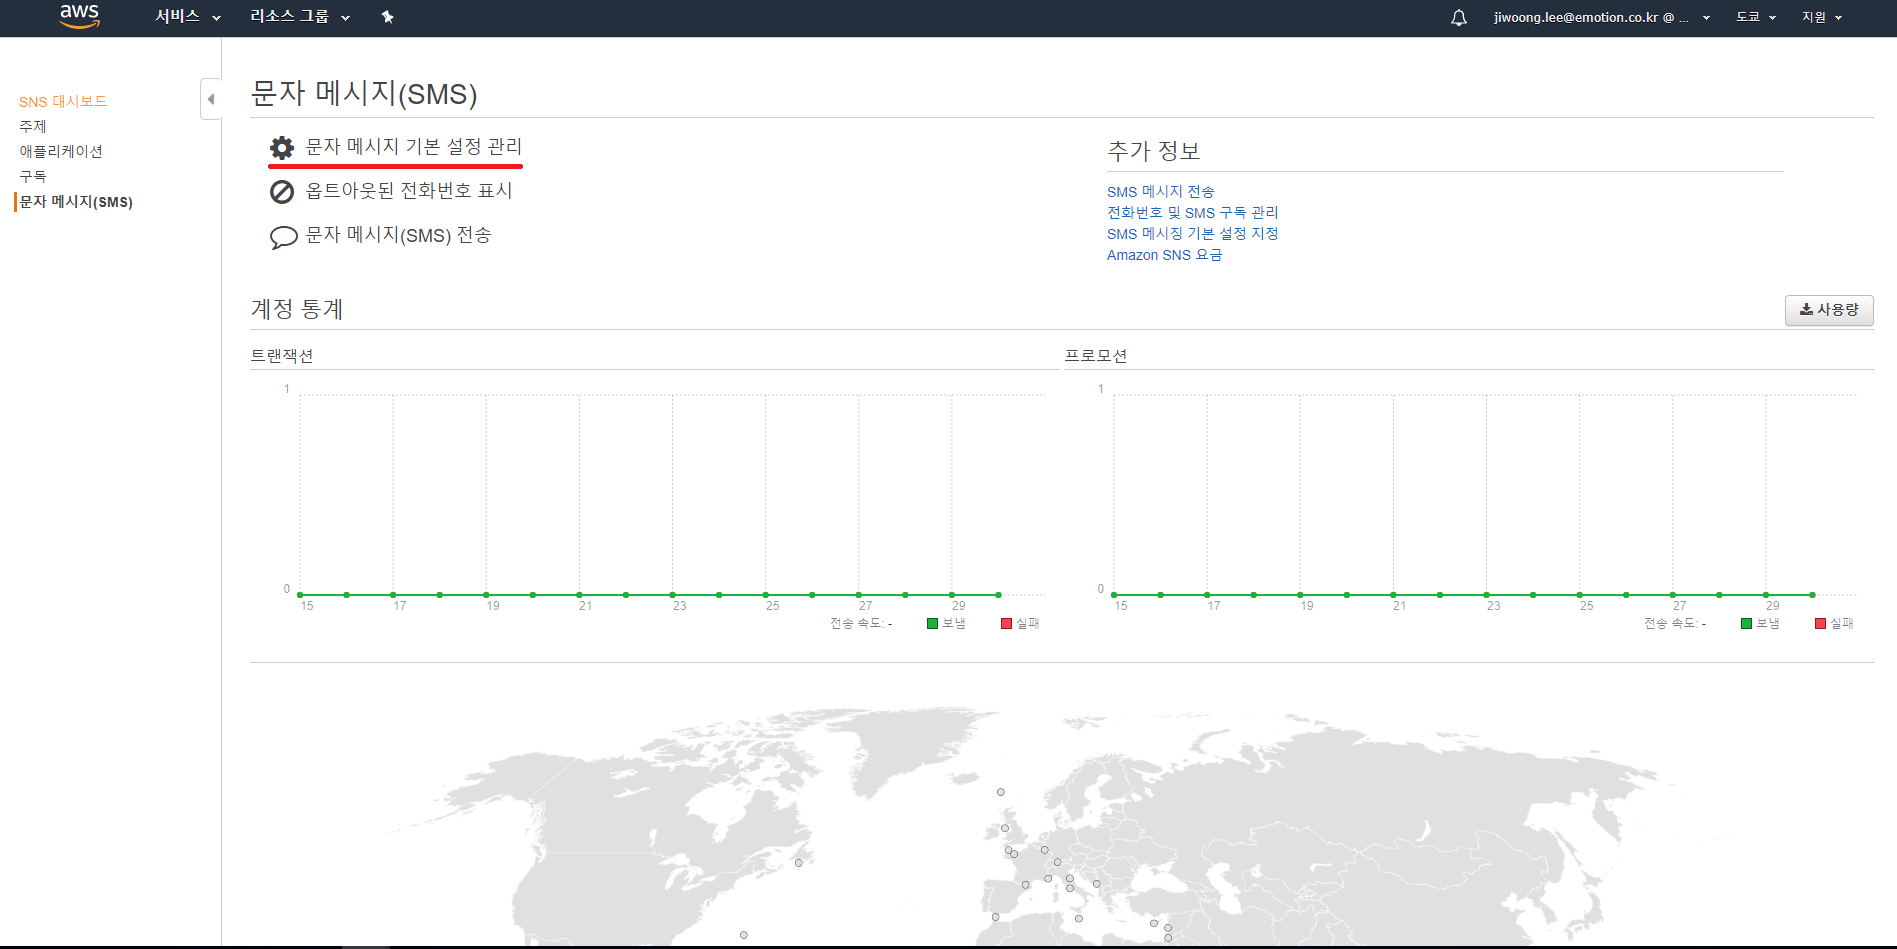 aws 서비스 리소스 그룹 jiwoong.lee@emotion.co.kr @ ... 도쿄 지원
SNS 대시보드
주제
애플리케이션
구독
문자 메시지(SMS)
문자 메시지(SMS)
문자 메시지 기본 설정 관리
옵트아웃된 전화번호 표시
문자 메시지(SMS) 전송
추가 정보
SMS 메시지 전송
전화번호 및 SMS 구독 관리
SMS 메시징 기본 설정 지정
Amazon SNS 요금
계정 통계
사용량
트랜잭션
1
0
15 17 19 21 23 25 27 29
전송 속도: - 보냄 실패
프로모션
1
0
15 17 19 21 23 25 27 29
전송 속도: - 보냄 실패